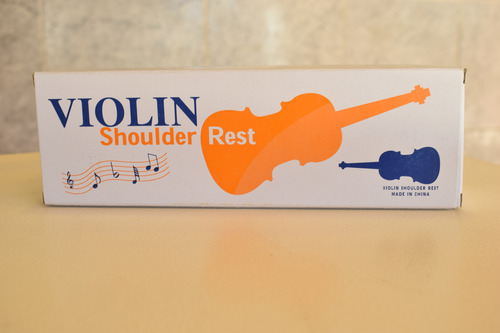 VIOLIN
Shoulder Rest
VIOLIN SHOULDER REST
MADE IN CHINA